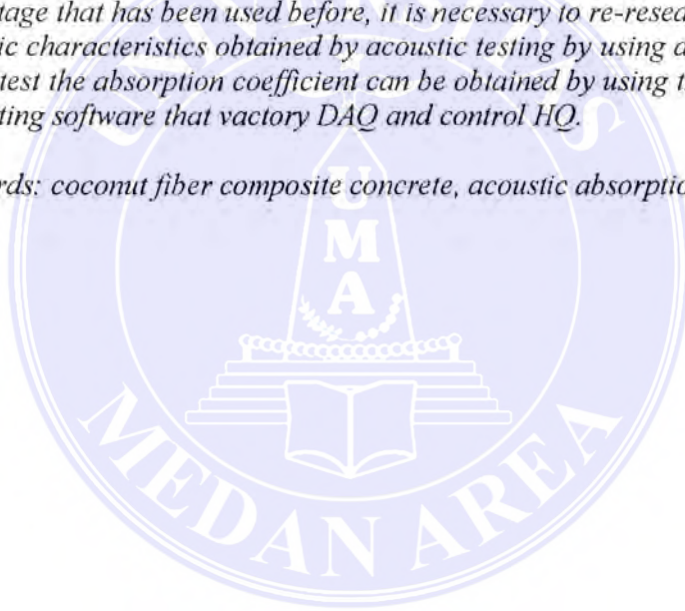 tage that has been used before, it is necessary to re-resea
ic characteristics obtained by acoustic testing by using a
test the absorption coefficient can be obtained by using t
ting software that vactory DAQ and control HQ.
rds: coconut fiber composite concrete, acoustic absorptio
UNIVERSITAS
U
M
A
MEDAN AREA